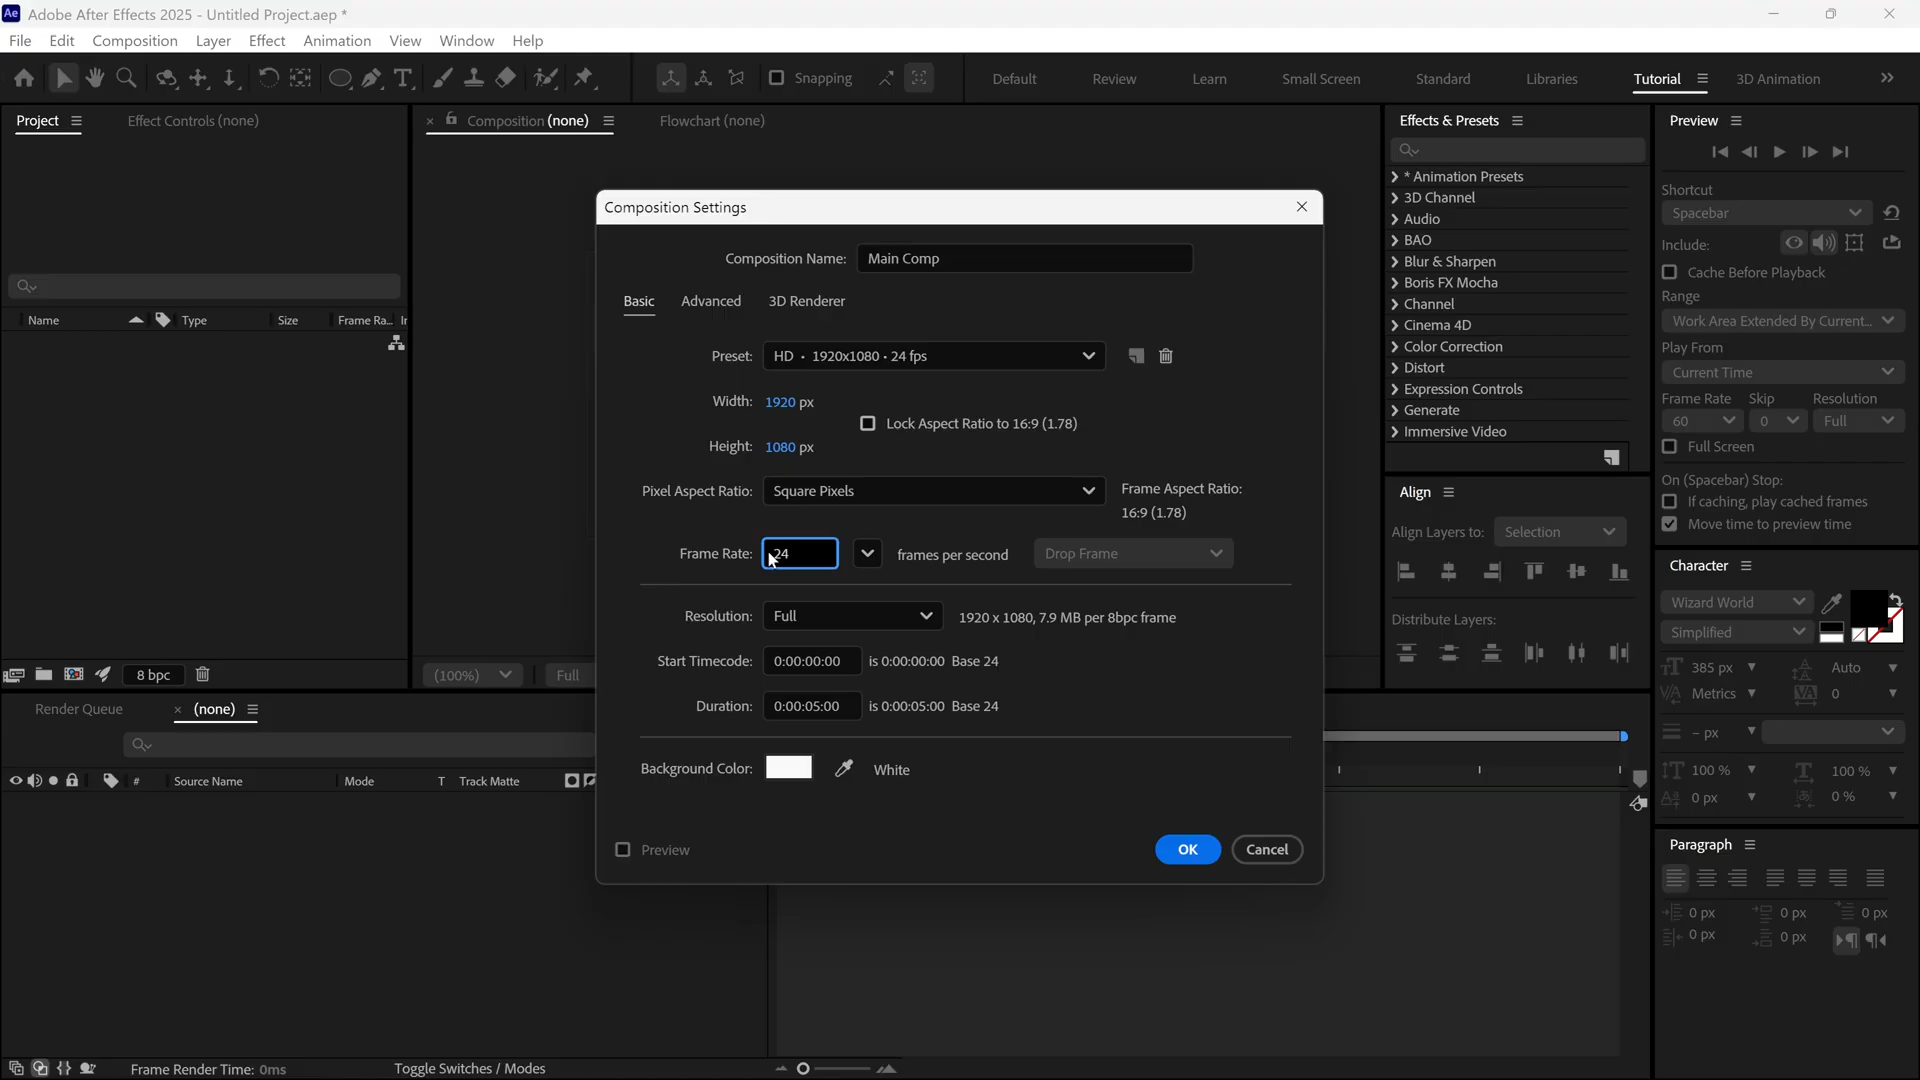 Ae Adobe After Effects 2025 - Untitled Project.aep *
File Edit Composition Layer Effect Animation View Window Help
Snapping Default Review Learn Small Screen Standard Libraries Tutorial 3D Animation
Project Effect Controls (none)
Composition (none) Flowchart (none)
Name Type Size Frame Ra...
8 bpc
(100%) Full
Composition Settings
Composition Name: Main Comp
Basic Advanced 3D Renderer
Preset: HD • 1920x1080 • 24 fps
Width: 1920 px
Lock Aspect Ratio to 16:9 (1.78)
Height: 1080 px
Pixel Aspect Ratio: Square Pixels
Frame Aspect Ratio:
16:9 (1.78)
Frame Rate: 24 frames per second Drop Frame
Resolution: Full 1920 x 1080, 7.9 MB per 8bpc frame
Start Timecode: 0:00:00:00 is 0:00:00:00 Base 24
Duration: 0:00:05:00 is 0:00:05:00 Base 24
Background Color: White
Preview OK Cancel
Effects & Presets
* Animation Presets
3D Channel
Audio
BAO
Blur & Sharpen
Boris FX Mocha
Channel
Cinema 4D
Color Correction
Distort
Expression Controls
Generate
Immersive Video
Align
Align Layers to: Selection
Distribute Layers:
Preview
Shortcut
Spacebar
Include:
Cache Before Playback
Range
Work Area Extended By Current...
Play From
Current Time
Frame Rate Skip Resolution
60 0 Full
Full Screen
On (Spacebar) Stop:
If caching, play cached frames
Move time to preview time
Character
Wizard World
Simplified
385 px Auto
Metrics 0
- px
100 % 100 %
0 px 0 %
Paragraph
0 px 0 px 0 px
0 px 0 px
Render Queue (none)
# Source Name Mode T Track Matte
Frame Render Time: 0ms Toggle Switches / Modes